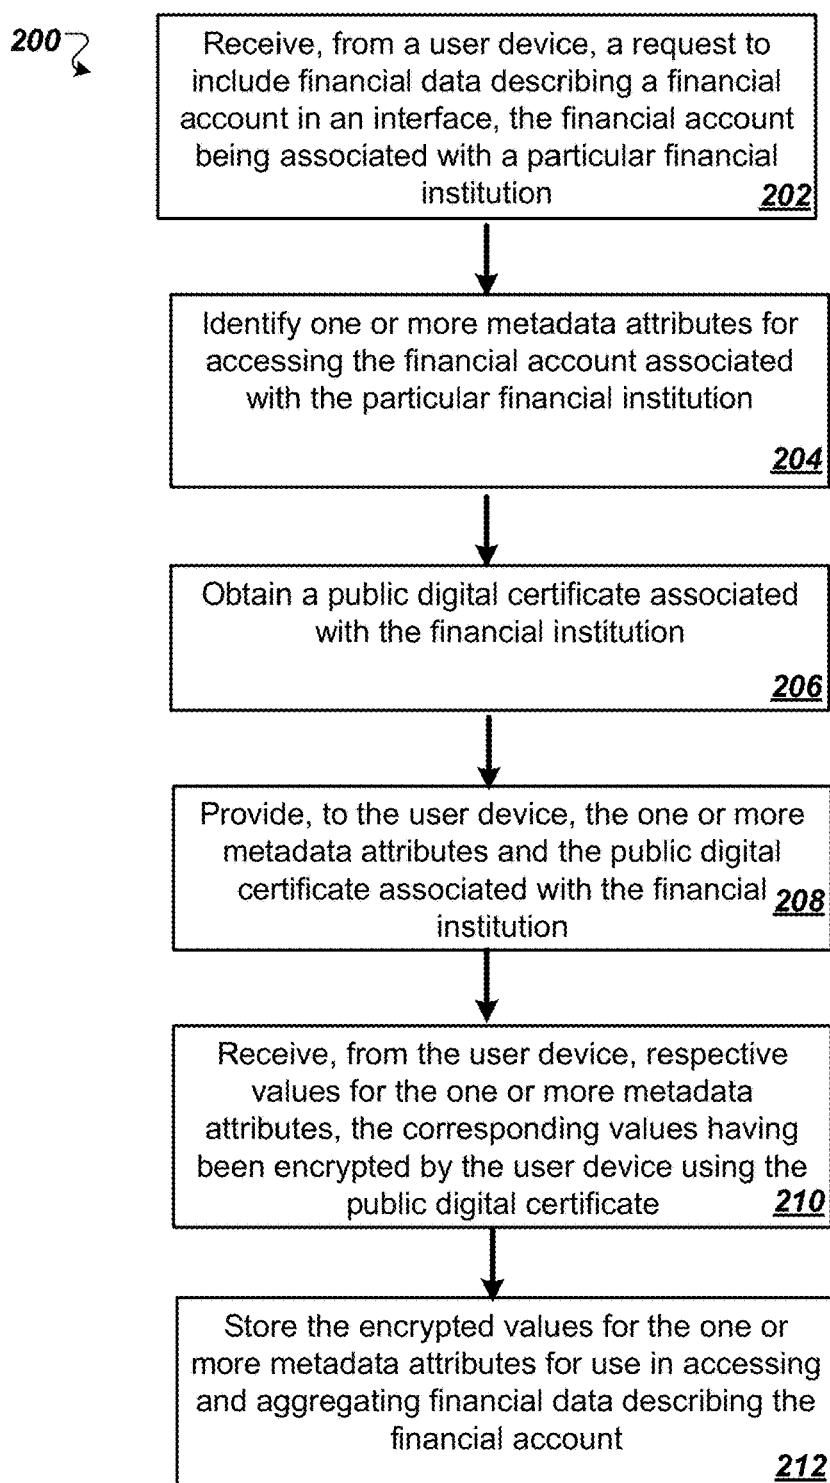 200
Receive, from a user device, a request to
include financial data describing a financial
account in an interface, the financial account
being associated with a particular financial
institution
202
Identify one or more metadata attributes for
accessing the financial account associated
with the particular financial institution
204
Obtain a public digital certificate associated
with the financial institution
206
Provide, to the user device, the one or more
metadata attributes and the public digital
certificate associated with the financial
institution
208
Receive, from the user device, respective
values for the one or more metadata
attributes, the corresponding values having
been encrypted by the user device using the
public digital certificate
210
Store the encrypted values for the one or
more metadata attributes for use in accessing
and aggregating financial data describing the
financial account
212